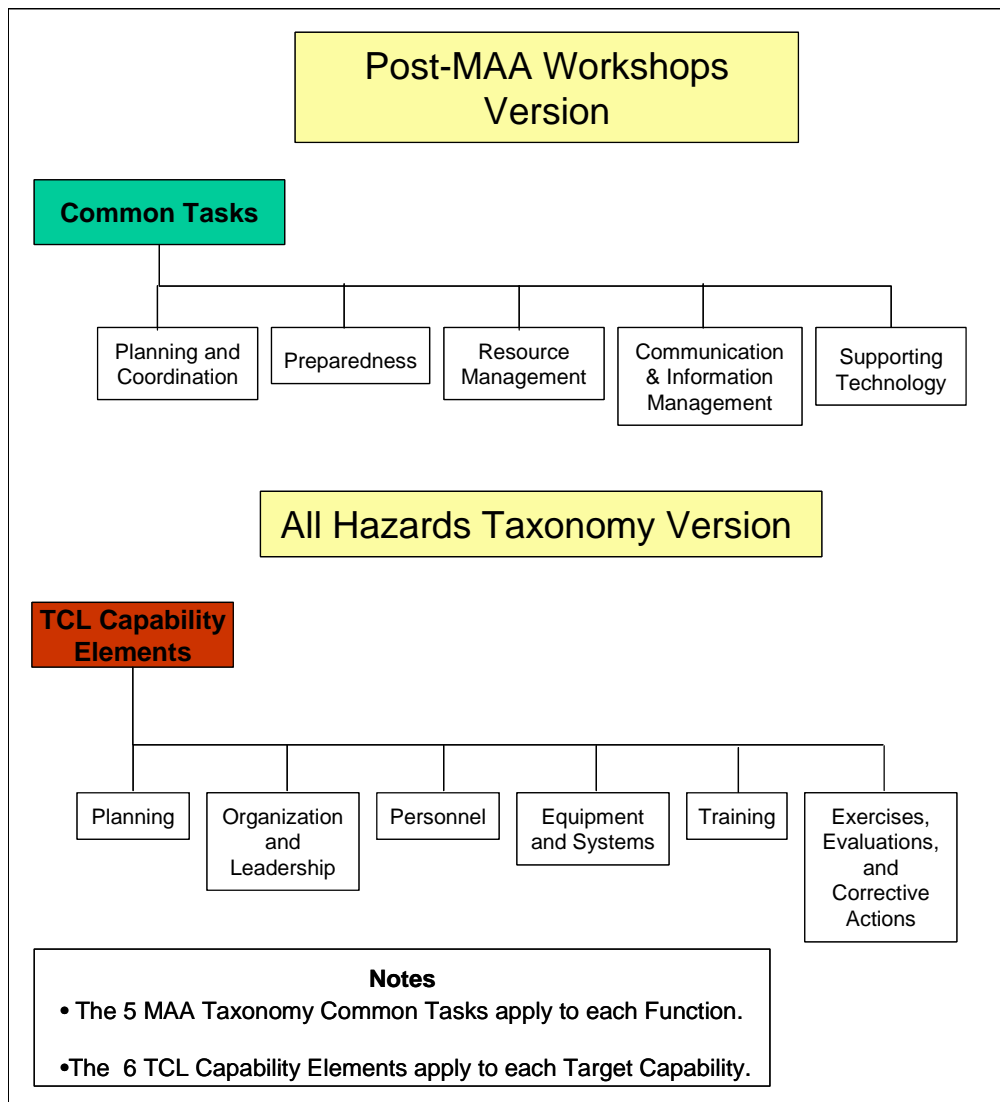 Post-MAA Workshops
Version
Common Tasks
Planning and
Coordination
Preparedness
Resource
Management
Communication
& Information
Management
Supporting
Technology
All Hazards Taxonomy Version
TCL Capability
Elements
Planning
Organization
and
Leadership
Personnel
Equipment
and Systems
Training
Exercises,
Evaluations,
and
Corrective
Actions
Notes
• The 5 MAA Taxonomy Common Tasks apply to each Function.
•The  6 TCL Capability Elements apply to each Target Capability.